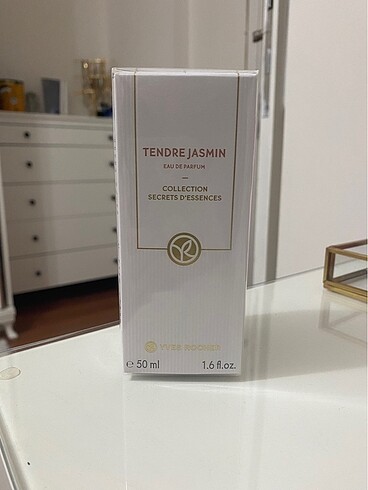 TENDRE JASMIN
EAU DE PARFUM
COLLECTION
SECRETS D'ESSENCES
YVES ROCHER
℮ 50 ml 1.6 fl.oz.